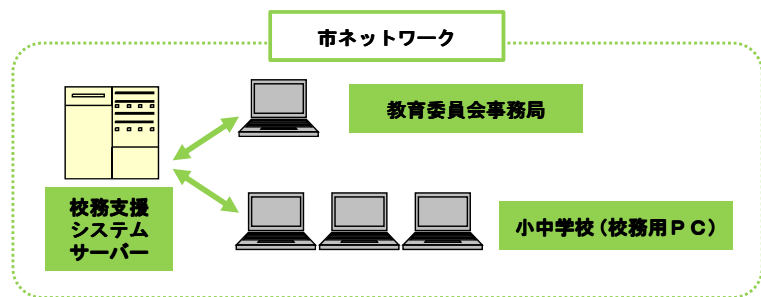 市ネットワーク
教育委員会事務局
校務支援
システム
サーバー
小中学校（校務用ＰＣ）